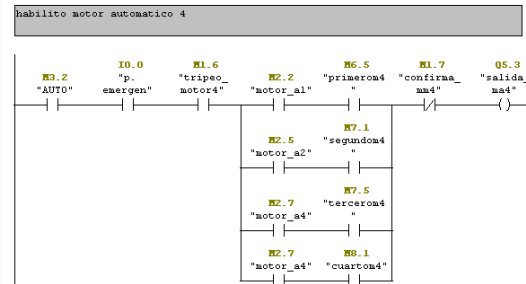 habilito motor automatico 4
I0.0 M1.6 M6.5 M1.7 Q5.3
M3.2 "p. "tripeo_ M2.2 "primerom4 "confirma_ "salida_
"AUTO" emergen" motor4" "motor_a1" " mm4" ma4"
M7.1
M2.5 "segundom4
"motor_a2" "
M7.5
M2.7 "tercerom4
"motor_a4" "
M2.7 M8.1
"motor_a4" "cuartom4"